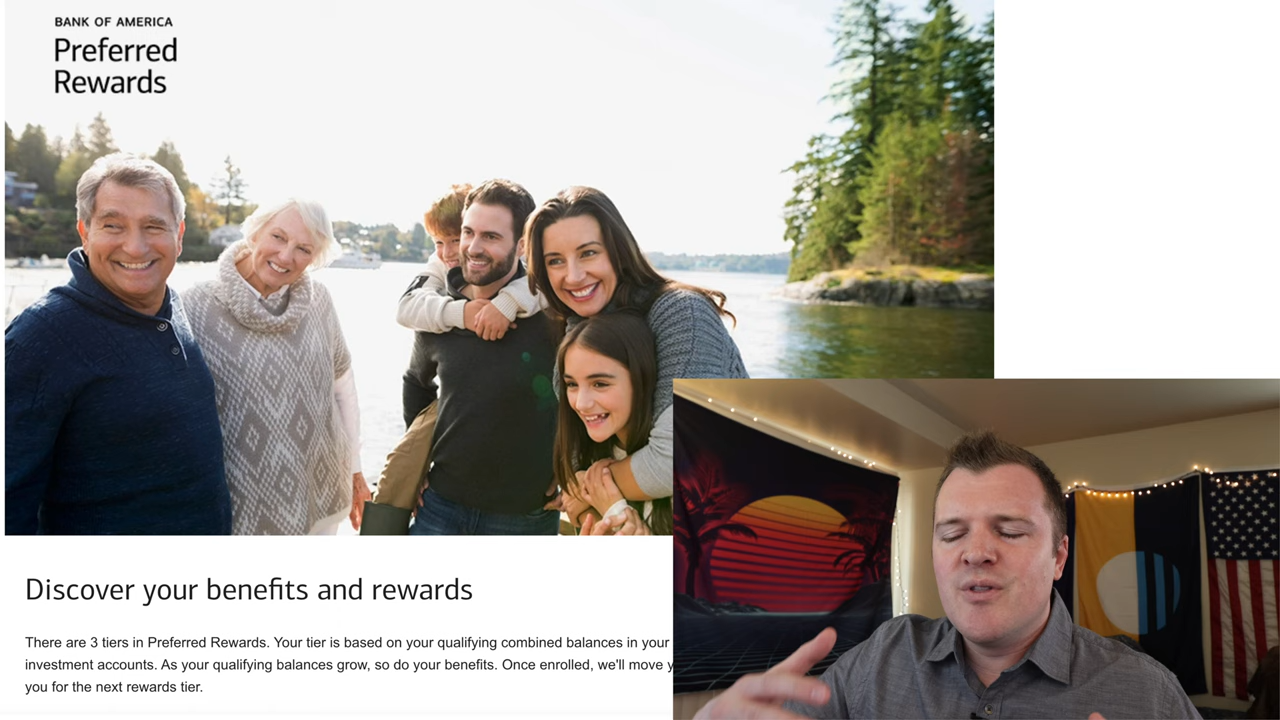 BANK OF AMERICA
Preferred
Rewards
Discover your benefits and rewards
There are 3 tiers in Preferred Rewards. Your tier is based on your qualifying combined balances in your
investment accounts. As your qualifying balances grow, so do your benefits. Once enrolled, we'll move
you for the next rewards tier.